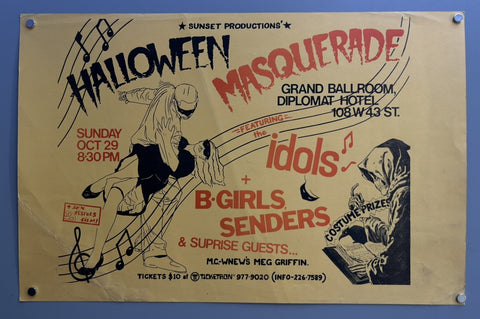 ★ SUNSET PRODUCTIONS' ★
HALLOWEEN
MASQUERADE
GRAND BALLROOM,
DIPLOMAT HOTEL
108 W 43 ST.
SUNDAY
OCT 29
8:30 PM
—FEATURING—
the
idols
+
B·GIRLS
SENDERS
& SUPRISE GUESTS...
COSTUME PRIZES
M.C.-WNEW'S MEG GRIFFIN.
TICKETS $10 at TICKETRON 977-9020 (INFO-226-7589)